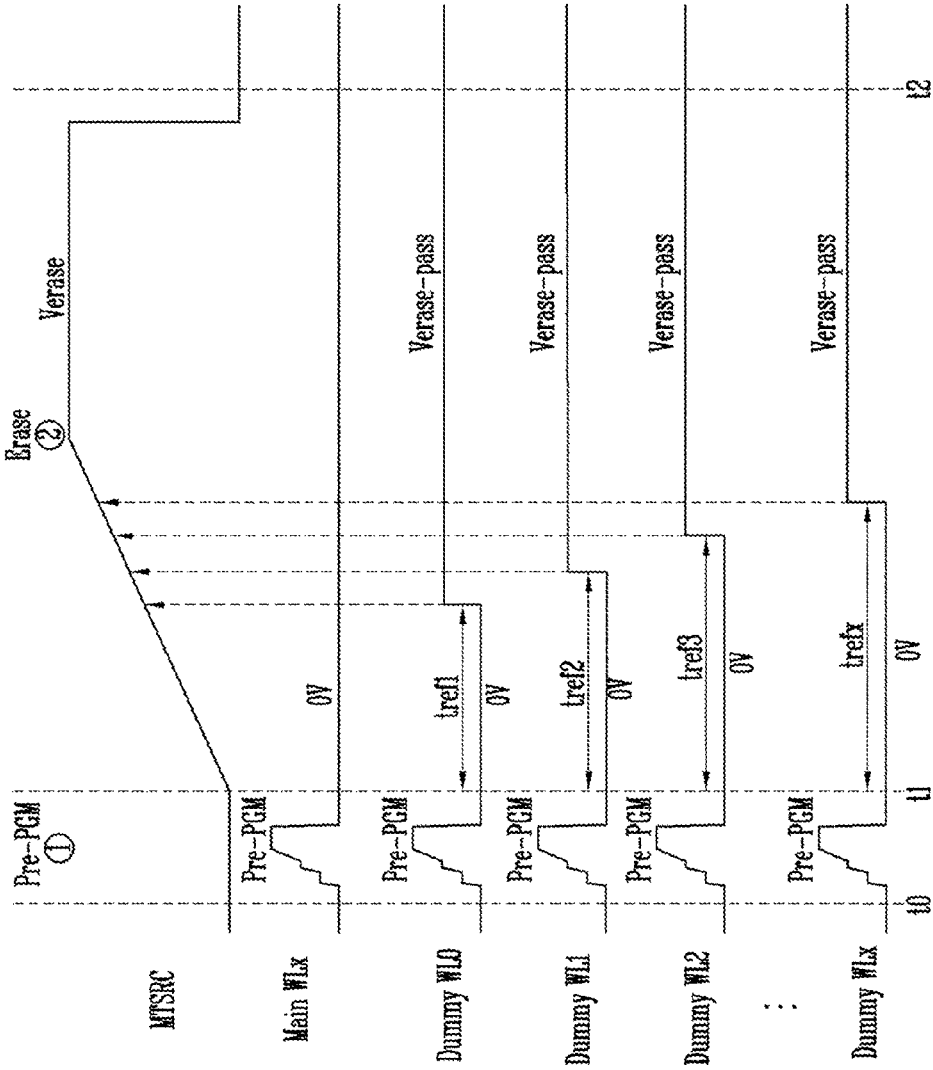 Pre-PGM
①
Erase
②
Verase
MTSRC
Pre-PGM
0V
Main WLx
Pre-PGM
tref1
0V
Verase-pass
Dummy WL0
Pre-PGM
tref2
0V
Verase-pass
Dummy WL1
Pre-PGM
tref3
0V
Verase-pass
Dummy WL2
⋮
Pre-PGM
trefx
0V
Verase-pass
Dummy WLx
t0
t1
t2